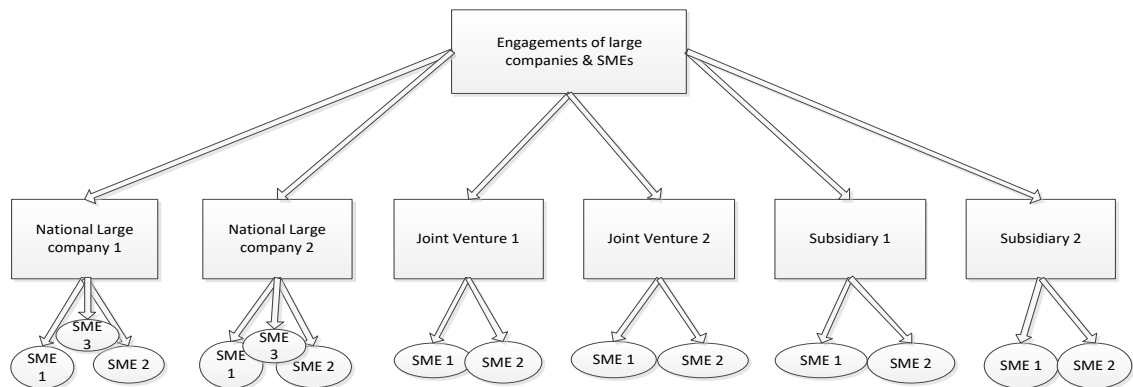 Engagements of large
companies & SMEs
National Large
company 1
National Large
company 2
Joint Venture 1
Joint Venture 2
Subsidiary 1
Subsidiary 2
SME
1
SME
3
SME 2
SME
1
SME
3
SME 2
SME 1
SME 2
SME 1
SME 2
SME 1
SME 2
SME 1
SME 2